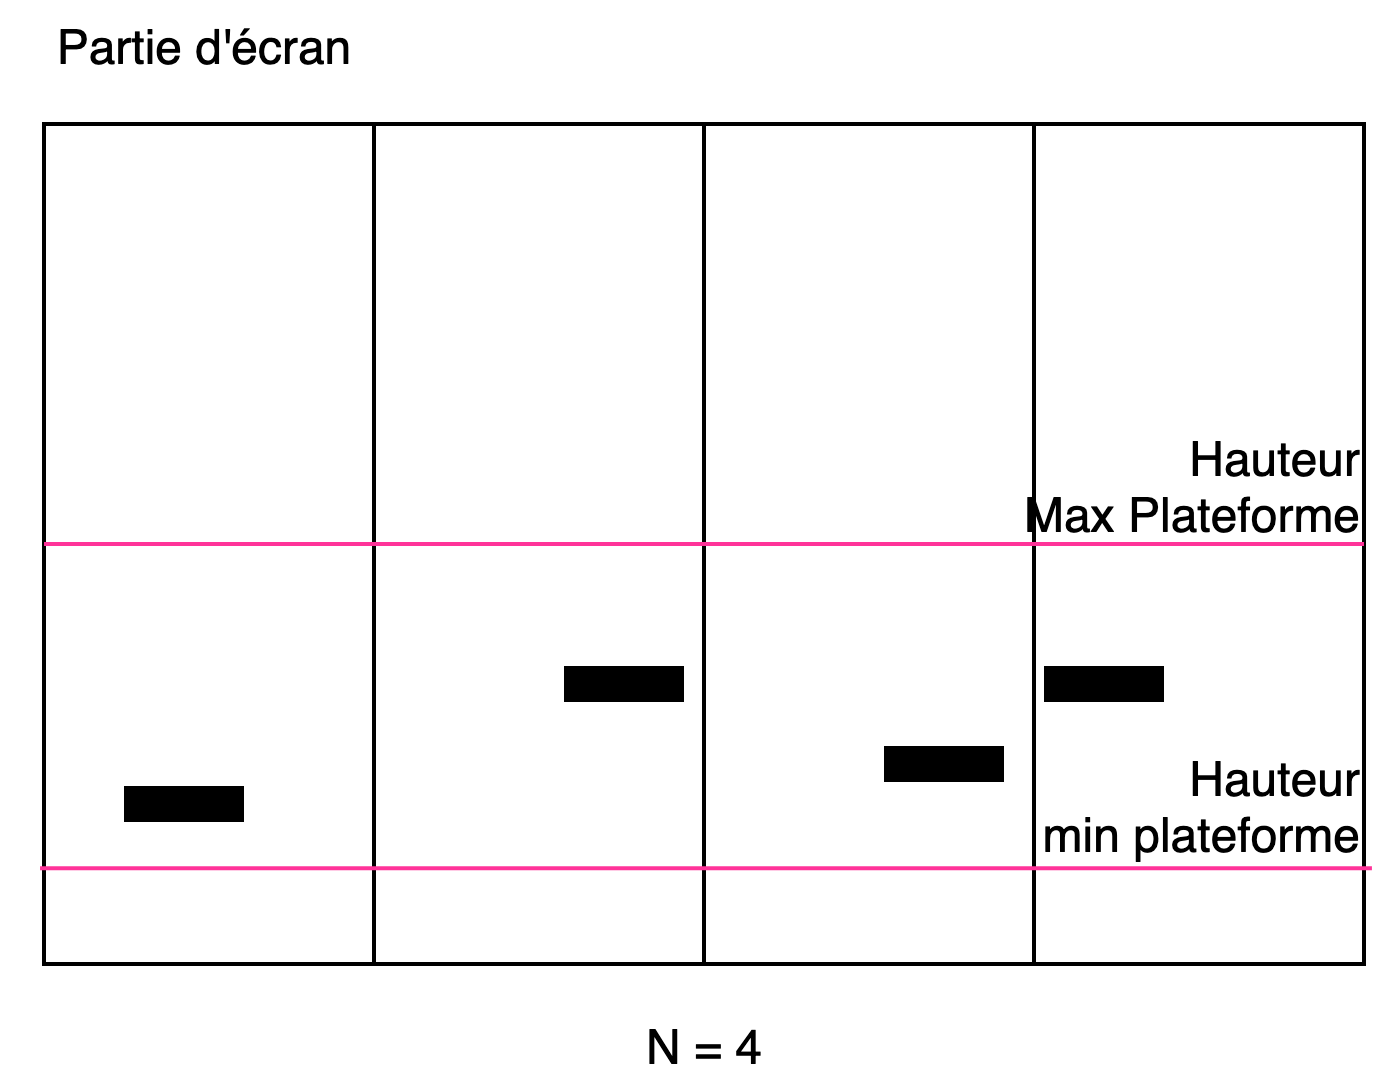 Partie d'écran
Hauteur
Max Plateforme
Hauteur
min plateforme
N = 4